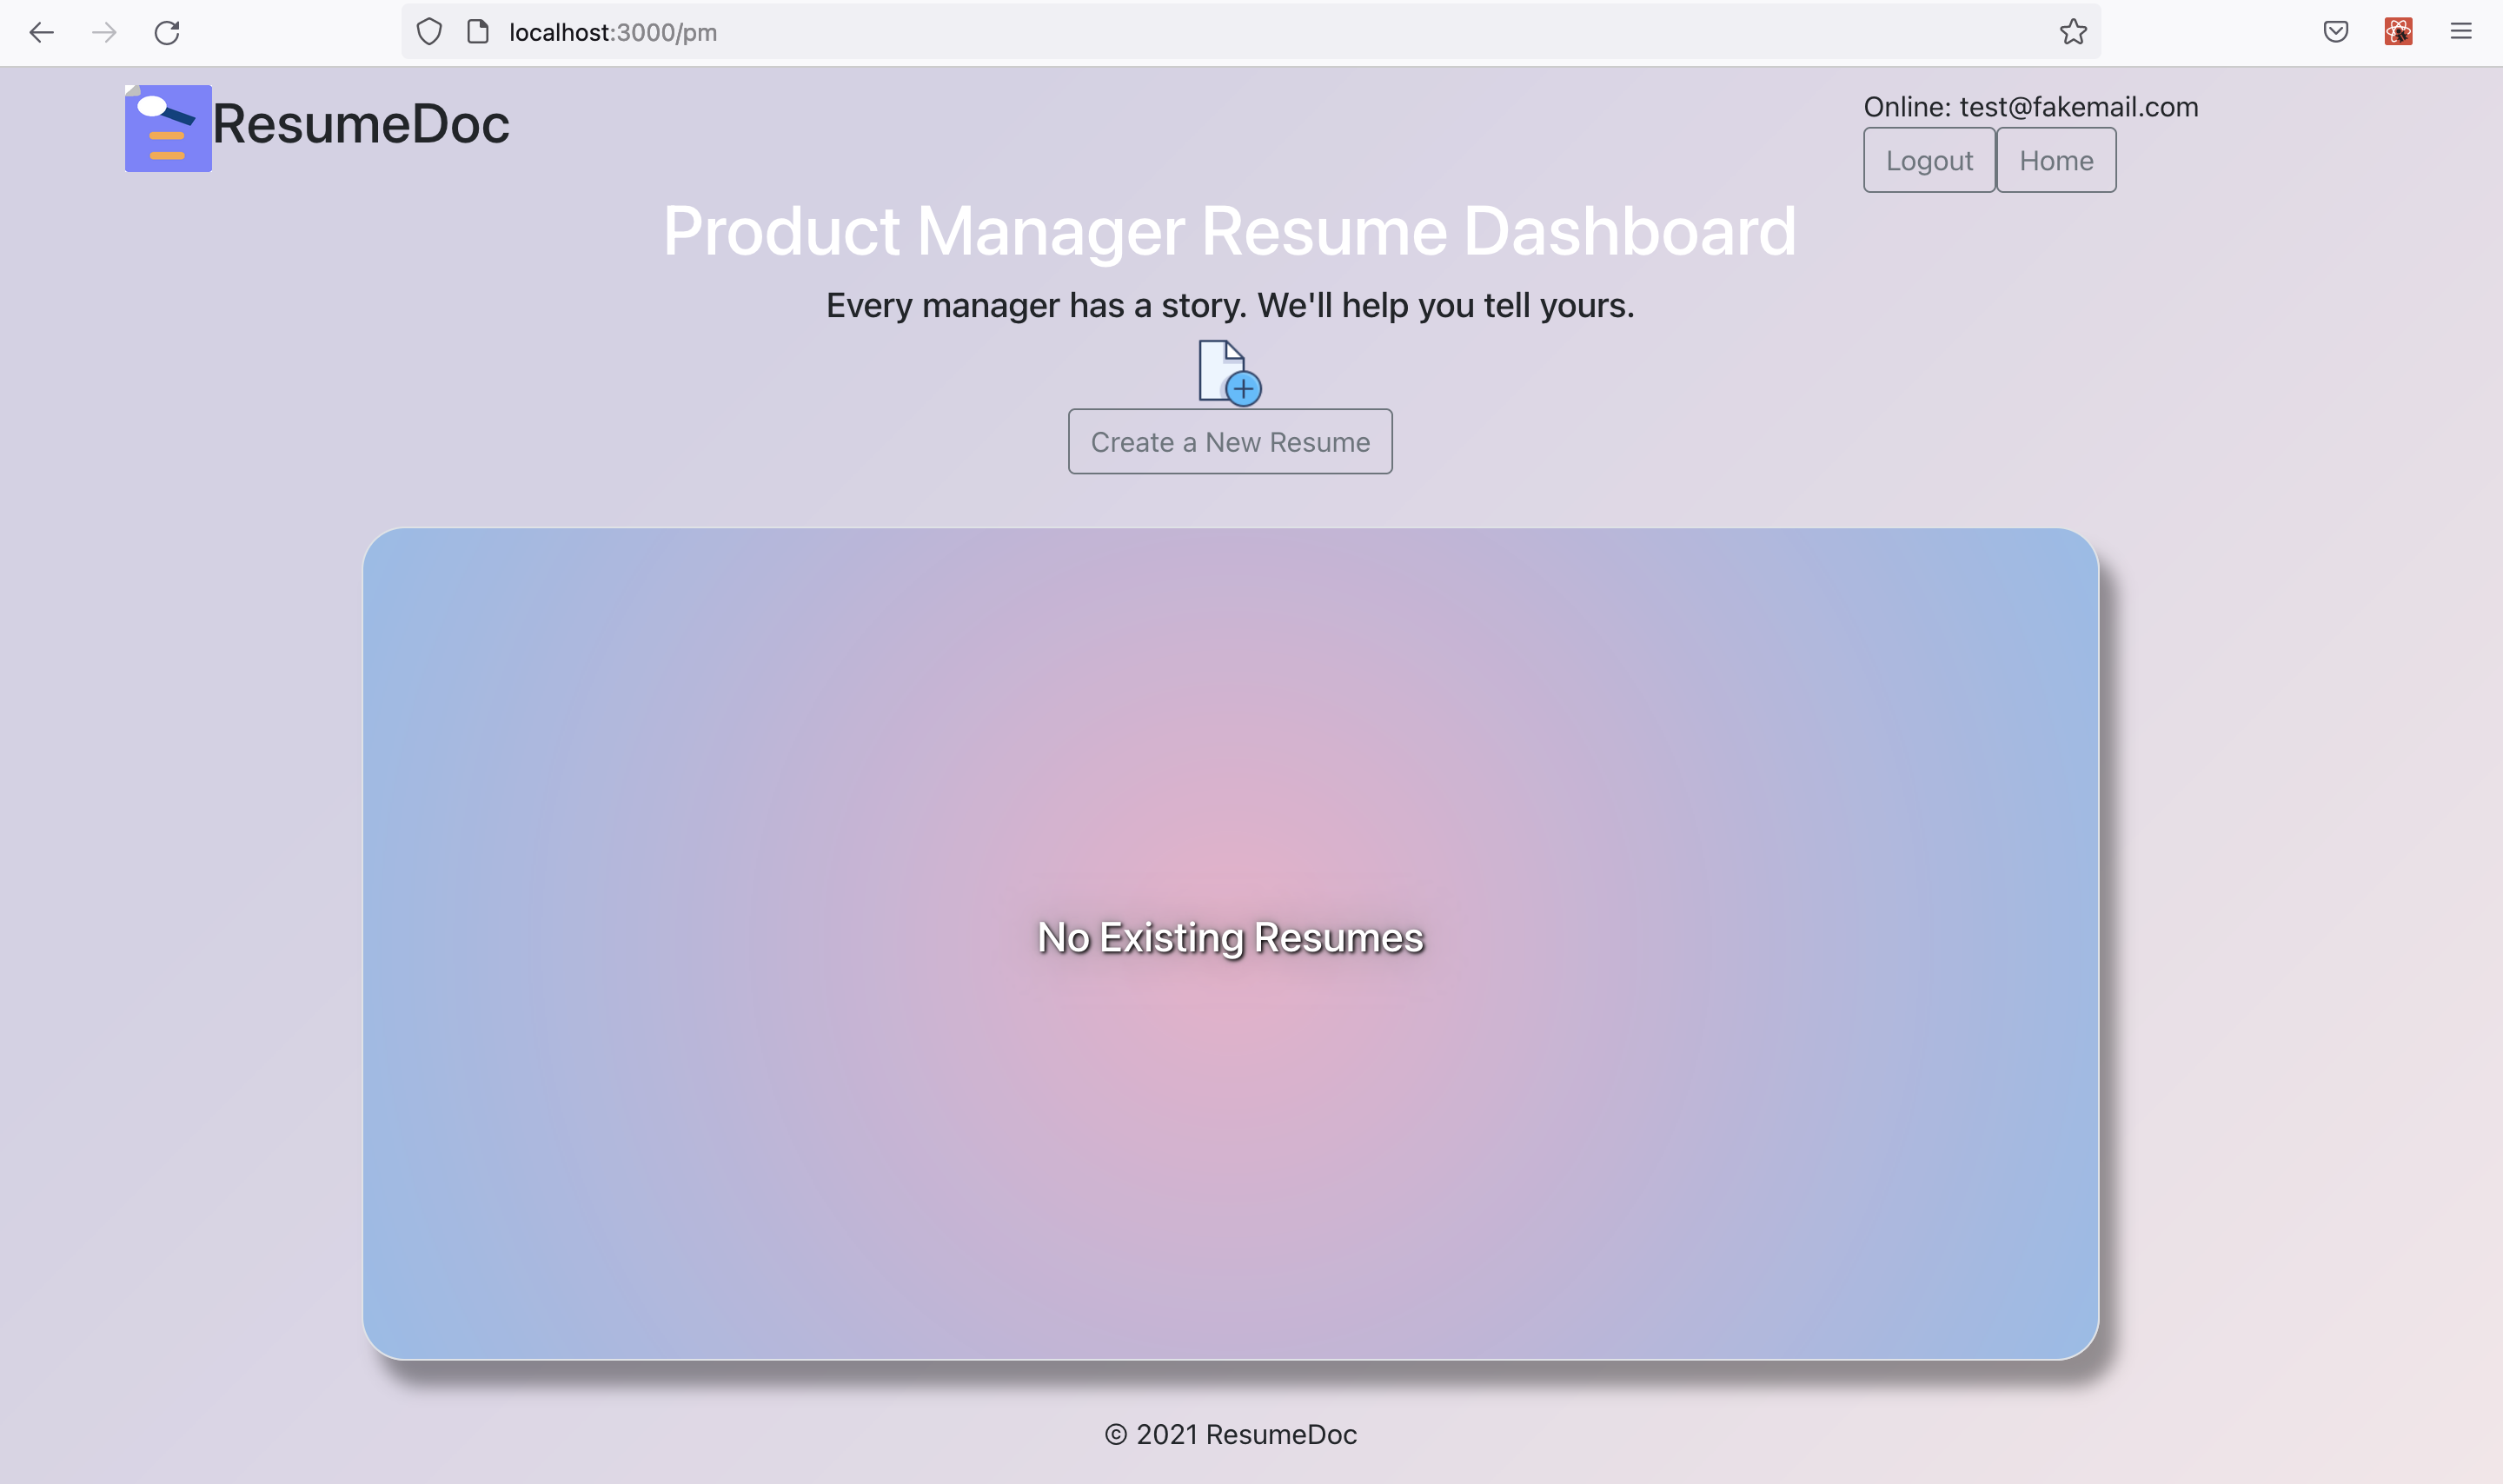 localhost:3000/pm
ResumeDoc
Online: test@fakemail.com
Logout Home
Product Manager Resume Dashboard
Every manager has a story. We'll help you tell yours.
Create a New Resume
No Existing Resumes
© 2021 ResumeDoc